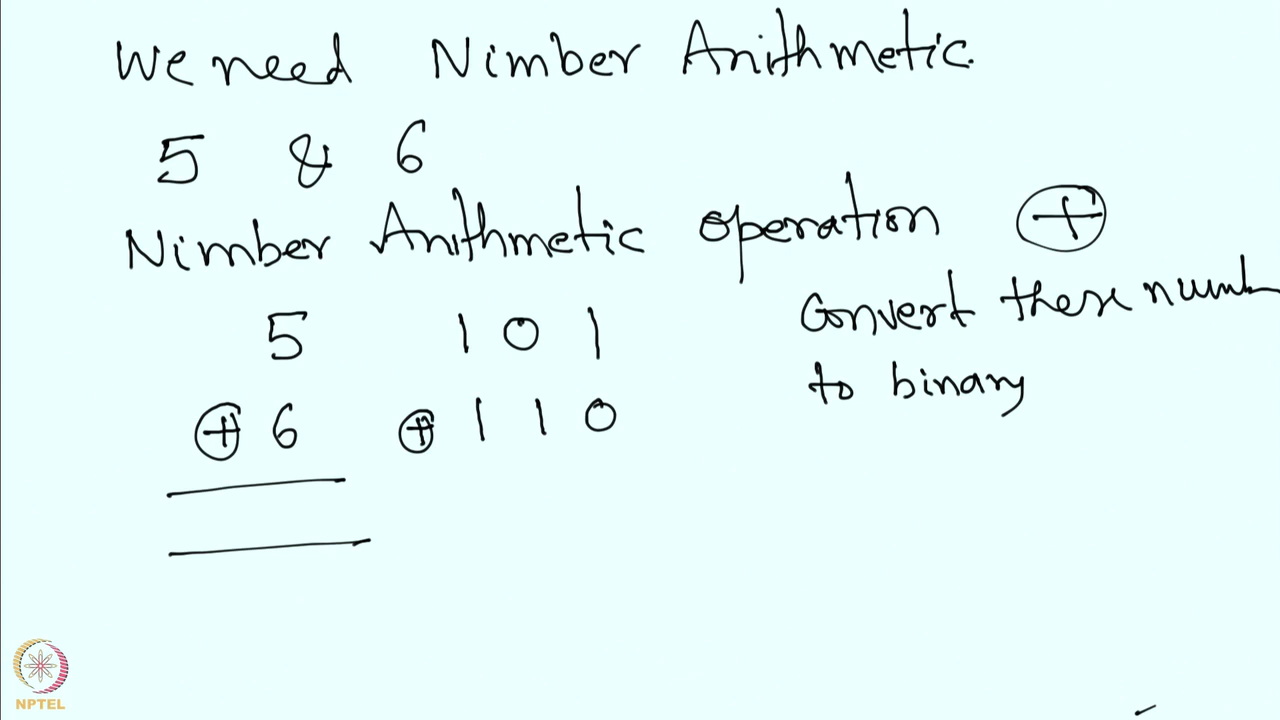 We need Nimber Arithmetic.
5 & 6
Nimber Arithmetic operation ⊕
Convert these numb
to binary
5 1 0 1
⊕ 6 ⊕ 1 1 0
NPTEL